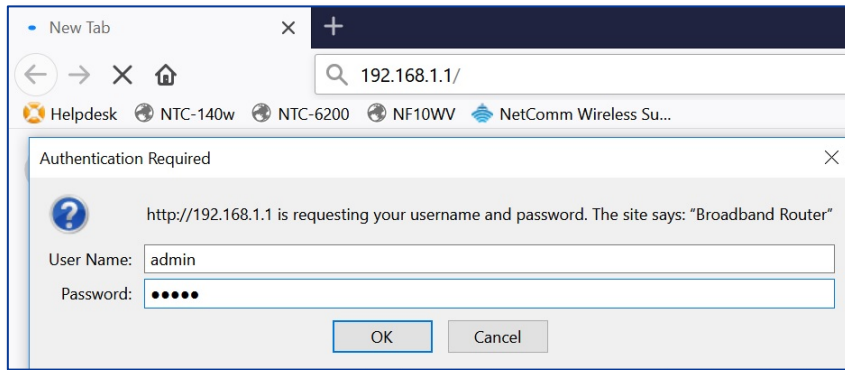 New Tab
192.168.1.1/
Helpdesk NTC-140w NTC-6200 NF10WV NetComm Wireless Su...
Authentication Required
http://192.168.1.1 is requesting your username and password. The site says: “Broadband Router”
User Name: admin
Password: •••••
OK Cancel